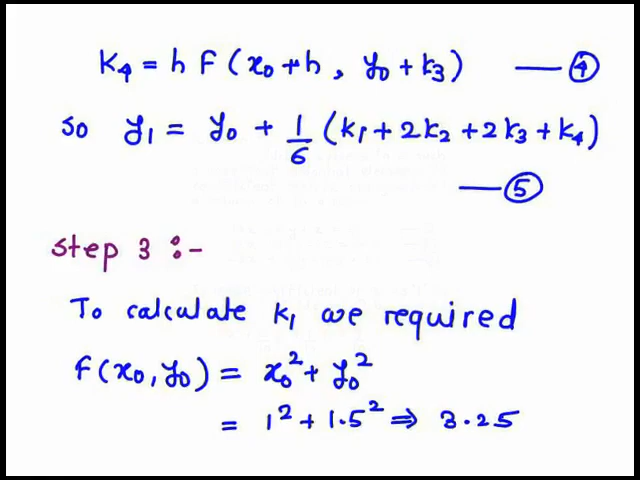 K₄ = h F (x₀ + h , y₀ + k₃) —— ④
so y₁ = y₀ + 1/6 (k₁ + 2k₂ + 2k₃ + k₄)
—— ⑤
step 3 :-
To calculate k₁ we required
F(x₀, y₀) = x₀² + y₀²
= 1² + 1.5² ⇒ 3.25